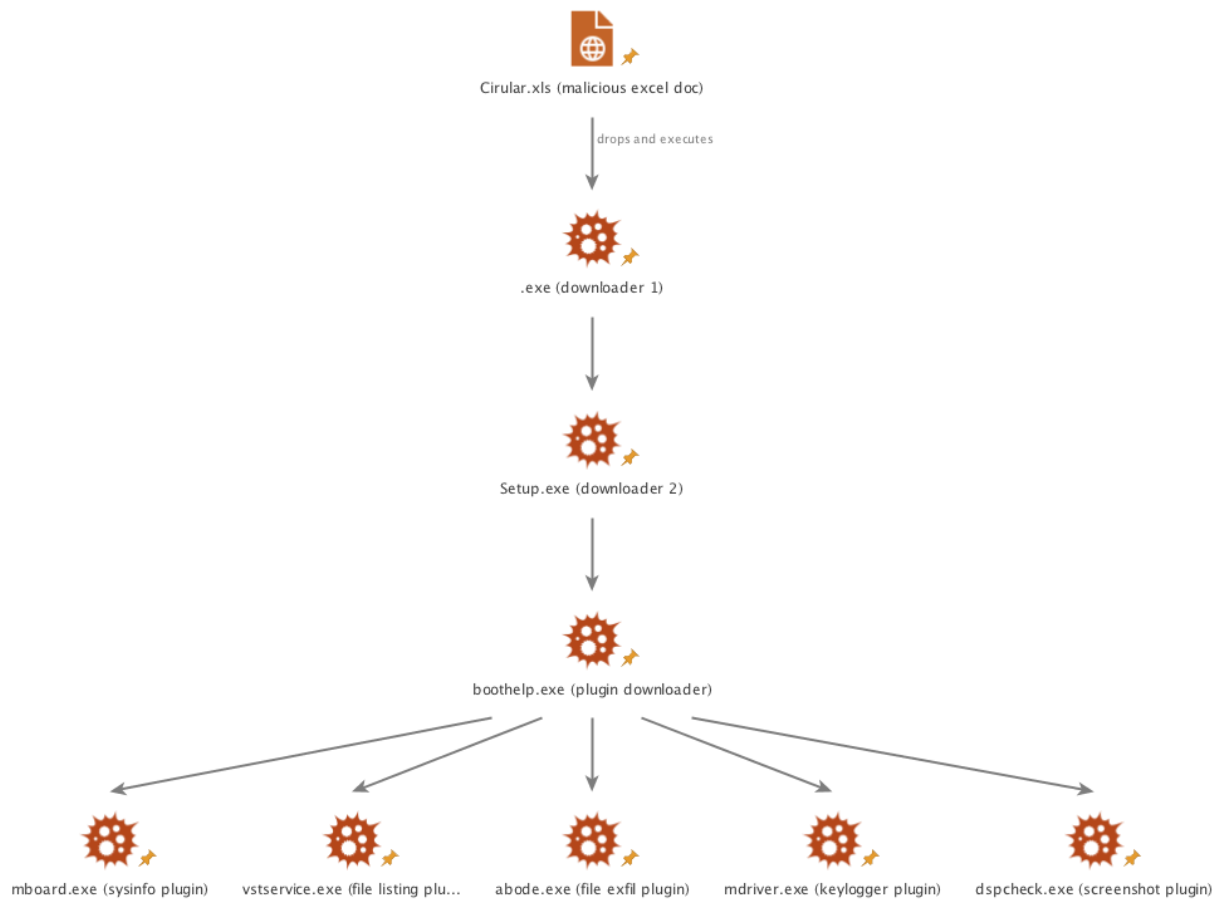 Cirular.xls (malicious excel doc)
drops and executes
.exe (downloader 1)
Setup.exe (downloader 2)
boothelp.exe (plugin downloader)
mboard.exe (sysinfo plugin) vstservice.exe (file listing plu... abode.exe (file exfil plugin) mdriver.exe (keylogger plugin) dspcheck.exe (screenshot plugin)